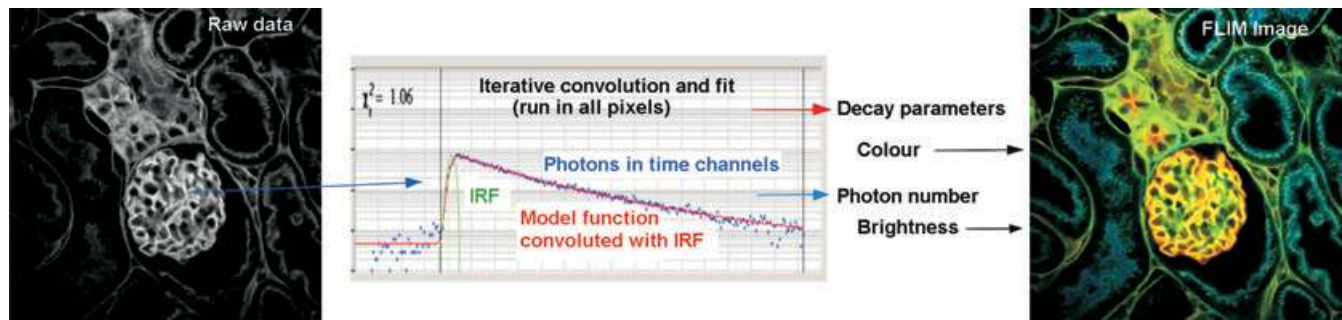 Raw data
χ²r = 1.06
Iterative convolution and fit
(run in all pixels)
Photons in time channels
IRF
Model function
convoluted with IRF
Decay parameters
Colour
Photon number
Brightness
FLIM Image